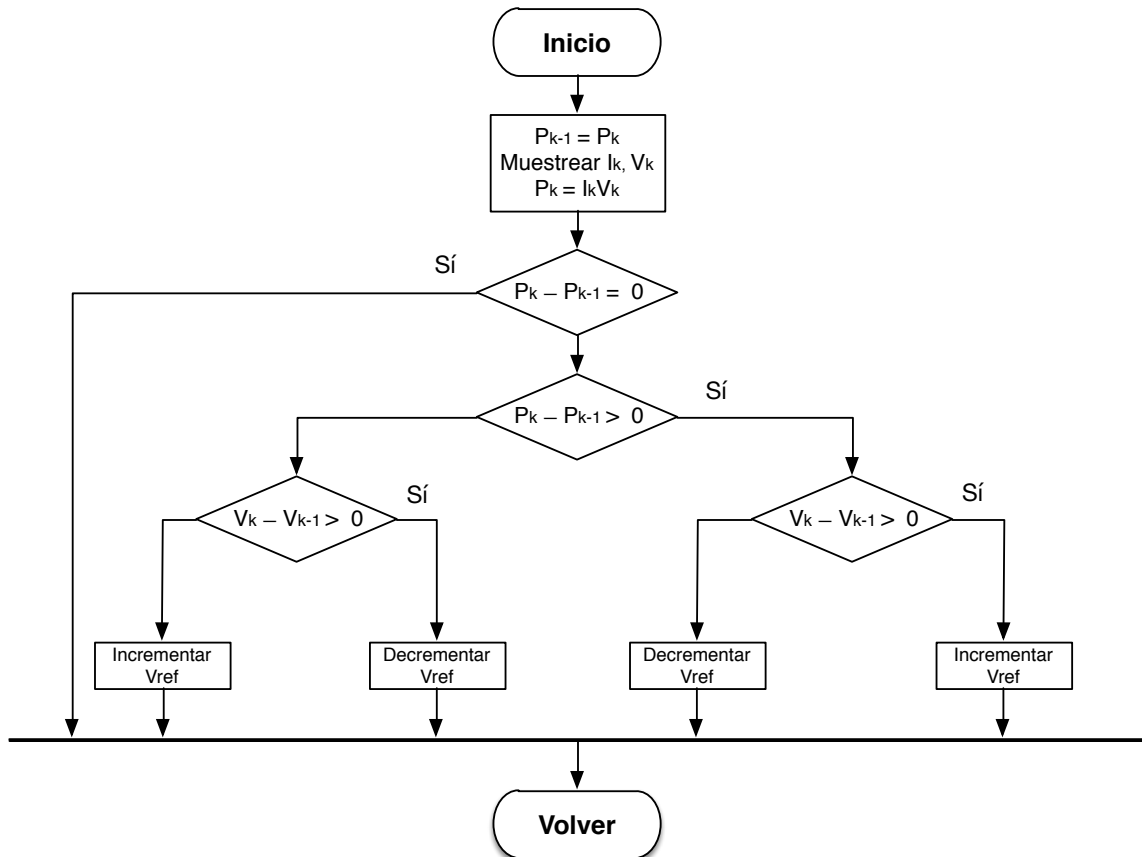 Inicio
Pk-1 = Pk
Muestrear Ik, Vk
Pk = IkVk
Sí
Pk – Pk-1 = 0
Sí
Pk – Pk-1 > 0
Sí
Vk – Vk-1 > 0
Sí
Vk – Vk-1 > 0
Incrementar
Vref
Decrementar
Vref
Decrementar
Vref
Incrementar
Vref
Volver